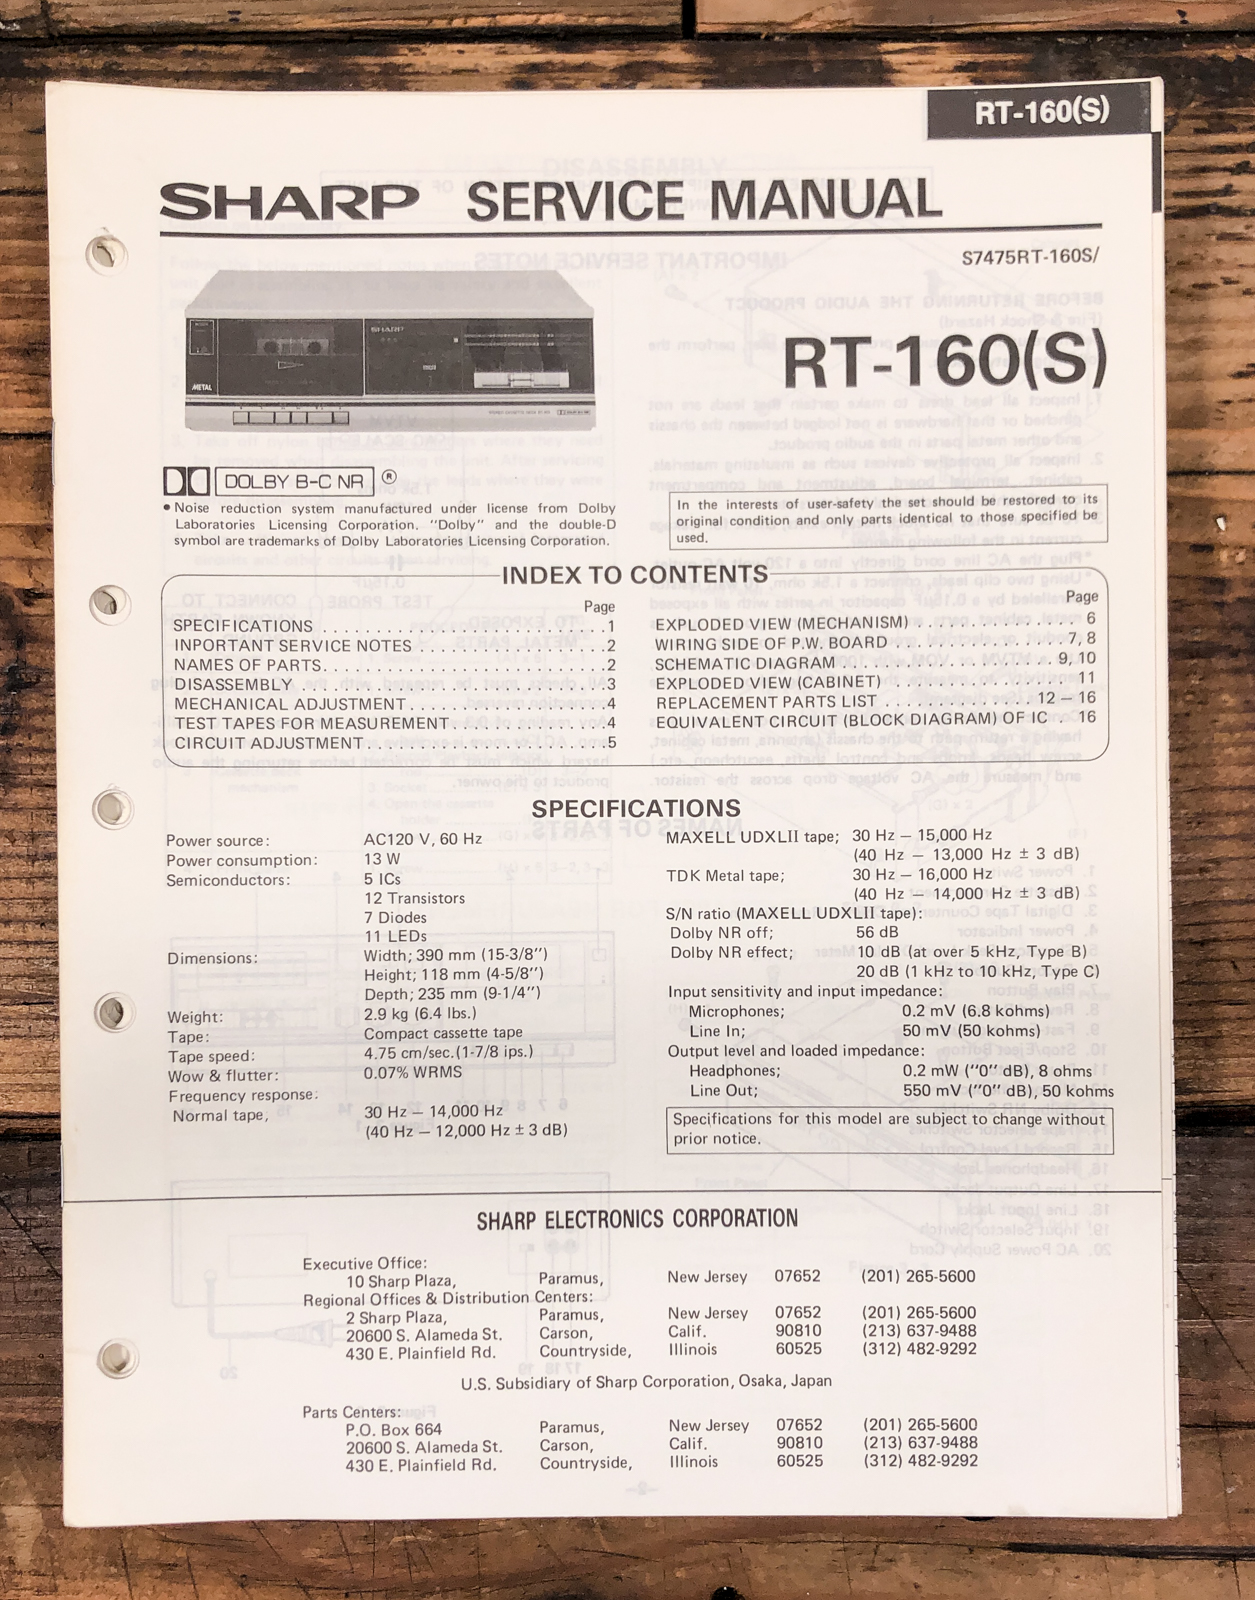 RT-160(S)
SHARP SERVICE MANUAL
S7475RT-160S/
RT-160(S)
SHARP
METAL
DOLBY B-C NR ®
• Noise reduction system manufactured under license from Dolby
Laboratories Licensing Corporation. "Dolby" and the double-D
symbol are trademarks of Dolby Laboratories Licensing Corporation.
In the interests of user-safety the set should be restored to its
original condition and only parts identical to those specified be
used.
INDEX TO CONTENTS
Page
SPECIFICATIONS . . . . . . . . . . . . . . . . . . . . . . . . . . 1
INPORTANT SERVICE NOTES . . . . . . . . . . . . . . . . . 2
NAMES OF PARTS. . . . . . . . . . . . . . . . . . . . . . . . . . 2
DISASSEMBLY . . . . . . . . . . . . . . . . . . . . . . . . . . . . 3
MECHANICAL ADJUSTMENT. . . . . . . . . . . . . . . . . . 4
TEST TAPES FOR MEASUREMENT. . . . . . . . . . . . . . 4
CIRCUIT ADJUSTMENT. . . . . . . . . . . . . . . . . . . . . . 5
Page
EXPLODED VIEW (MECHANISM) . . . . . . . . . . . . . . 6
WIRING SIDE OF P.W. BOARD . . . . . . . . . . . . . . 7, 8
SCHEMATIC DIAGRAM . . . . . . . . . . . . . . . . . . 9, 10
EXPLODED VIEW (CABINET) . . . . . . . . . . . . . . . . 11
REPLACEMENT PARTS LIST . . . . . . . . . . . . . 12 – 16
EQUIVALENT CIRCUIT (BLOCK DIAGRAM) OF IC . 16
SPECIFICATIONS
Power source: AC120 V, 60 Hz
Power consumption: 13 W
Semiconductors: 5 ICs
12 Transistors
7 Diodes
11 LEDs
Dimensions: Width; 390 mm (15-3/8")
Height; 118 mm (4-5/8")
Depth; 235 mm (9-1/4")
Weight: 2.9 kg (6.4 lbs.)
Tape: Compact cassette tape
Tape speed: 4.75 cm/sec.(1-7/8 ips.)
Wow & flutter: 0.07% WRMS
Frequency response:
Normal tape, 30 Hz – 14,000 Hz
(40 Hz – 12,000 Hz ± 3 dB)
MAXELL UDXLII tape; 30 Hz – 15,000 Hz
(40 Hz – 13,000 Hz ± 3 dB)
TDK Metal tape; 30 Hz – 16,000 Hz
(40 Hz – 14,000 Hz ± 3 dB)
S/N ratio (MAXELL UDXLII tape):
Dolby NR off; 56 dB
Dolby NR effect; 10 dB (at over 5 kHz, Type B)
20 dB (1 kHz to 10 kHz, Type C)
Input sensitivity and input impedance:
Microphones; 0.2 mV (6.8 kohms)
Line In; 50 mV (50 kohms)
Output level and loaded impedance:
Headphones; 0.2 mW ("0" dB), 8 ohms
Line Out; 550 mV ("0" dB), 50 kohms
Specifications for this model are subject to change without
prior notice.
SHARP ELECTRONICS CORPORATION
Executive Office:
10 Sharp Plaza, Paramus, New Jersey 07652 (201) 265-5600
Regional Offices & Distribution Centers:
2 Sharp Plaza, Paramus, New Jersey 07652 (201) 265-5600
20600 S. Alameda St. Carson, Calif. 90810 (213) 637-9488
430 E. Plainfield Rd. Countryside, Illinois 60525 (312) 482-9292
U.S. Subsidiary of Sharp Corporation, Osaka, Japan
Parts Centers:
P.O. Box 664 Paramus, New Jersey 07652 (201) 265-5600
20600 S. Alameda St. Carson, Calif. 90810 (213) 637-9488
430 E. Plainfield Rd. Countryside, Illinois 60525 (312) 482-9292